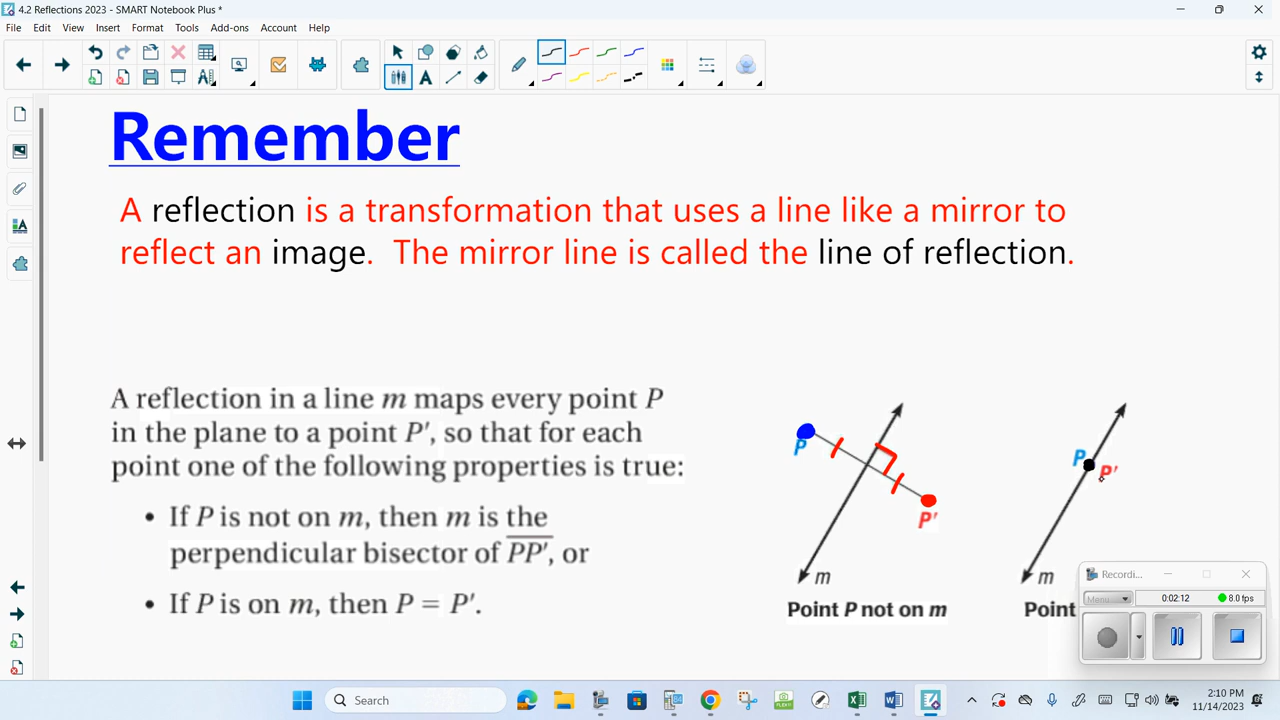 4.2 Reflections 2023 - SMART Notebook Plus *
File Edit View Insert Format Tools Add-ons Account Help
Remember
A reflection is a transformation that uses a line like a mirror to
reflect an image. The mirror line is called the line of reflection.
A reflection in a line m maps every point P
in the plane to a point P′, so that for each
point one of the following properties is true:
• If P is not on m, then m is the
perpendicular bisector of PP′, or
• If P is on m, then P = P′.
P
P'
m
Point P not on m
P
P'
m
Point
Recordi...
Menu
0:02:12
8.0 fps
Search
2:10 PM
11/14/2023